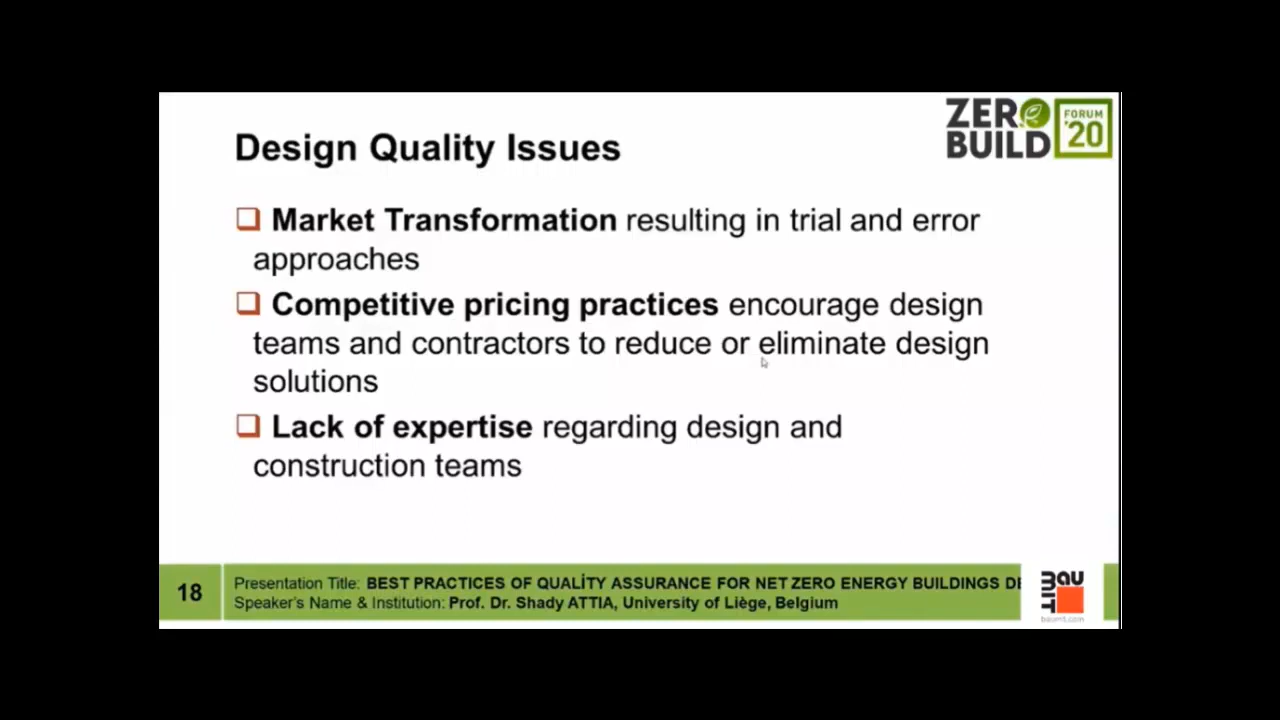 ZERO
BUILD
FORUM
'20
Design Quality Issues
Market Transformation resulting in trial and error
approaches
Competitive pricing practices encourage design
teams and contractors to reduce or eliminate design
solutions
Lack of expertise regarding design and
construction teams
18
Presentation Title: BEST PRACTICES OF QUALİTY ASSURANCE FOR NET ZERO ENERGY BUILDINGS DE
Speaker's Name & Institution: Prof. Dr. Shady ATTIA, University of Liège, Belgium
bau
mit
baumit.com